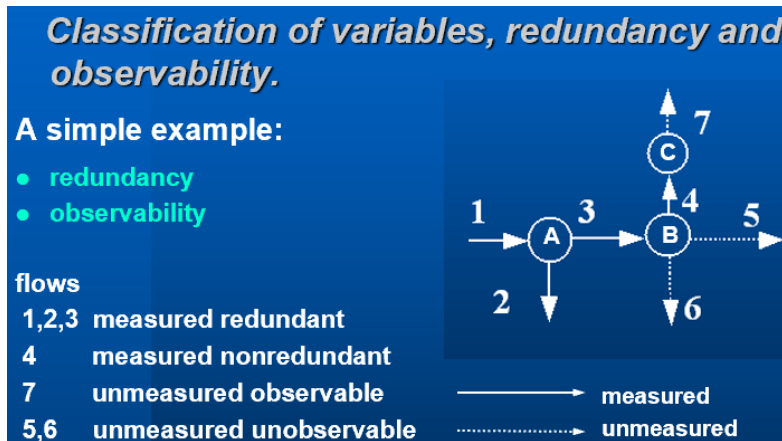 Classification of variables, redundancy and
observability.
A simple example:
• redundancy
• observability
flows
1,2,3 measured redundant
4 measured nonredundant
7 unmeasured observable
5,6 unmeasured unobservable
7
C
4
1
3
5
A
B
2
6
measured
unmeasured